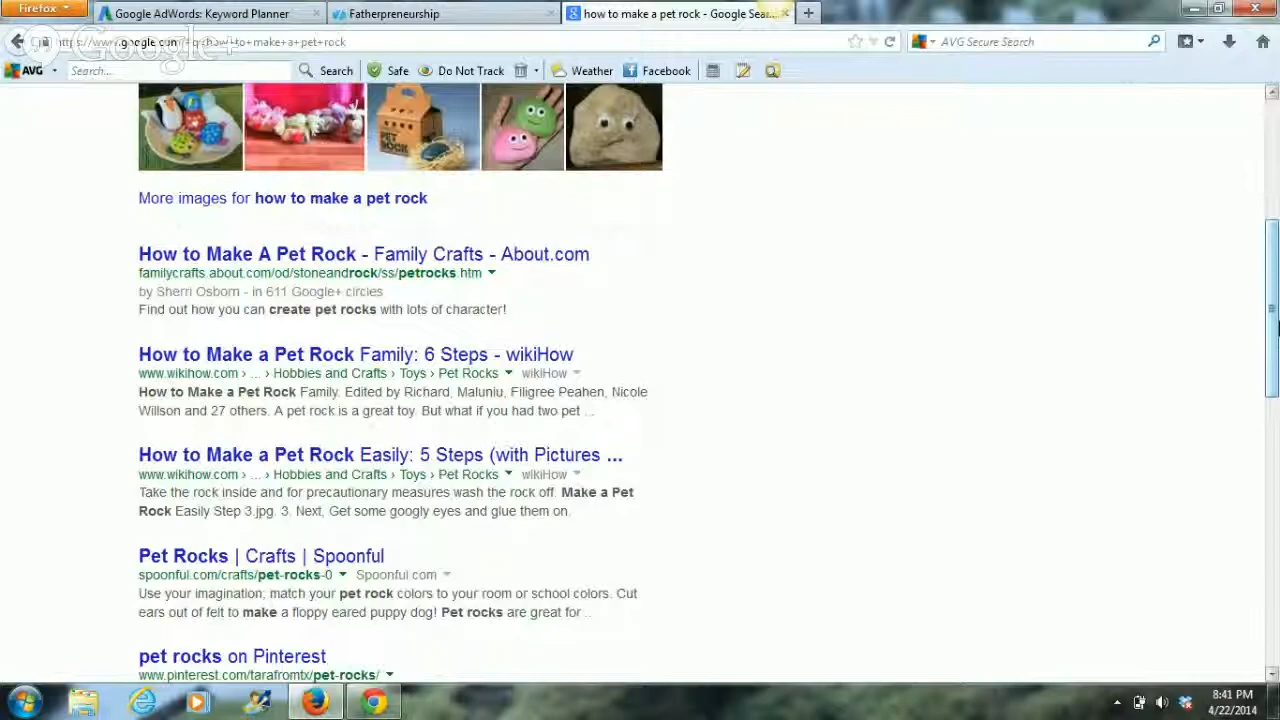 Firefox
Google AdWords: Keyword Planner
Fatherpreneurship
how to make a pet rock - Google Sear...
Google+
https://www.google.com
how+to+make+a+pet+rock
AVG Secure Search
AVG
Search...
Search
Safe
Do Not Track
Weather
Facebook
PET ROCK
More images for how to make a pet rock
How to Make A Pet Rock - Family Crafts - About.com
familycrafts.about.com/od/stoneandrock/ss/petrocks.htm
by Sherri Osborn - in 611 Google+ circles
Find out how you can create pet rocks with lots of character!
How to Make a Pet Rock Family: 6 Steps - wikiHow
www.wikihow.com › ... › Hobbies and Crafts › Toys › Pet Rocks wikiHow
How to Make a Pet Rock Family. Edited by Richard, Maluniu, Filigree Peahen, Nicole
Willson and 27 others. A pet rock is a great toy. But what if you had two pet ...
How to Make a Pet Rock Easily: 5 Steps (with Pictures ...
www.wikihow.com › ... › Hobbies and Crafts › Toys › Pet Rocks wikiHow
Take the rock inside and for precautionary measures wash the rock off. Make a Pet
Rock Easily Step 3.jpg. 3. Next, Get some googly eyes and glue them on.
Pet Rocks | Crafts | Spoonful
spoonful.com/crafts/pet-rocks-0 Spoonful.com
Use your imagination, match your pet rock colors to your room or school colors. Cut
ears out of felt to make a floppy eared puppy dog! Pet rocks are great for ...
pet rocks on Pinterest
www.pinterest.com/tarafromtx/pet-rocks/
8:41 PM
4/22/2014